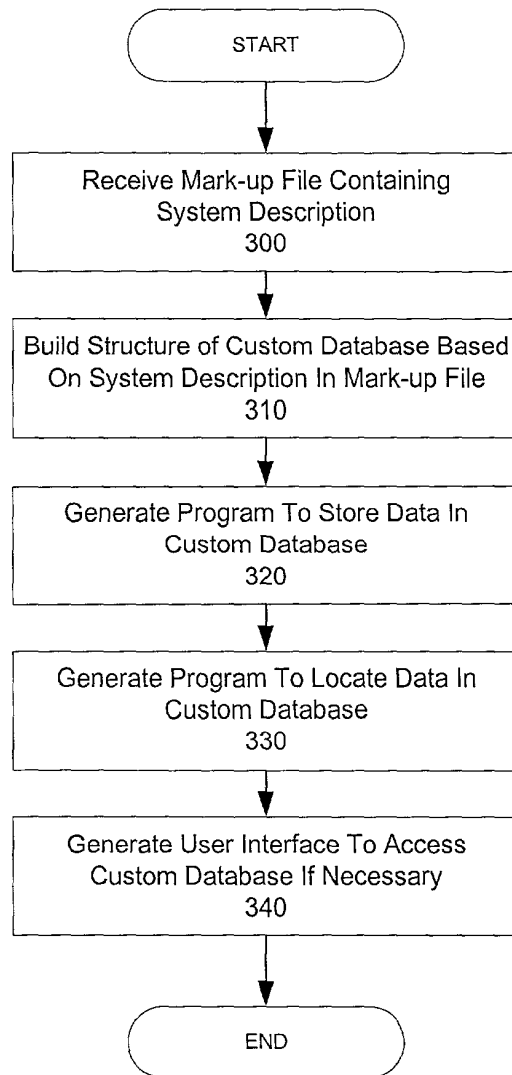 START
Receive Mark-up File Containing
System Description
300
Build Structure of Custom Database Based
On System Description In Mark-up File
310
Generate Program To Store Data In
Custom Database
320
Generate Program To Locate Data In
Custom Database
330
Generate User Interface To Access
Custom Database If Necessary
340
END